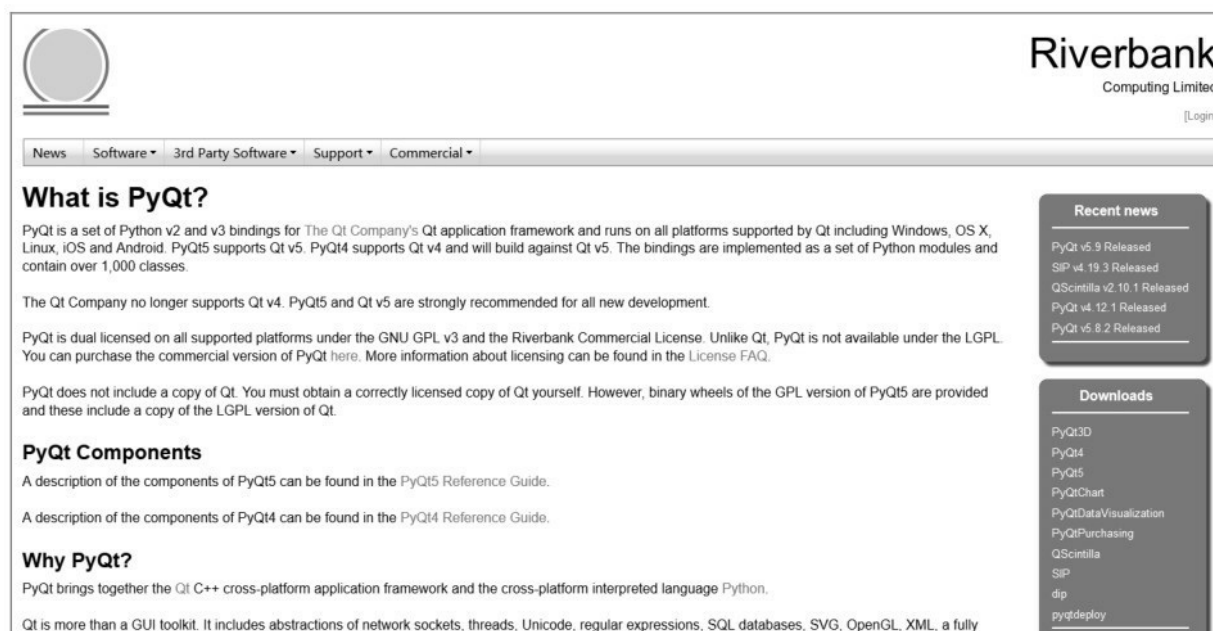 Riverbank
Computing Limited
[Login
News Software 3rd Party Software Support Commercial
What is PyQt?
PyQt is a set of Python v2 and v3 bindings for The Qt Company's Qt application framework and runs on all platforms supported by Qt including Windows, OS X,
Linux, iOS and Android. PyQt5 supports Qt v5. PyQt4 supports Qt v4 and will build against Qt v5. The bindings are implemented as a set of Python modules and
contain over 1,000 classes.
The Qt Company no longer supports Qt v4. PyQt5 and Qt v5 are strongly recommended for all new development.
PyQt is dual licensed on all supported platforms under the GNU GPL v3 and the Riverbank Commercial License. Unlike Qt, PyQt is not available under the LGPL.
You can purchase the commercial version of PyQt here. More information about licensing can be found in the License FAQ.
PyQt does not include a copy of Qt. You must obtain a correctly licensed copy of Qt yourself. However, binary wheels of the GPL version of PyQt5 are provided
and these include a copy of the LGPL version of Qt.
PyQt Components
A description of the components of PyQt5 can be found in the PyQt5 Reference Guide.
A description of the components of PyQt4 can be found in the PyQt4 Reference Guide.
Why PyQt?
PyQt brings together the Qt C++ cross-platform application framework and the cross-platform interpreted language Python.
Qt is more than a GUI toolkit. It includes abstractions of network sockets, threads, Unicode, regular expressions, SQL databases, SVG, OpenGL, XML, a fully
Recent news
PyQt v5.9 Released
SIP v4.19.3 Released
QScintilla v2.10.1 Released
PyQt v4.12.1 Released
PyQt v5.8.2 Released
Downloads
PyQt3D
PyQt4
PyQt5
PyQtChart
PyQtDataVisualization
PyQtPurchasing
QScintilla
SIP
dip
pyqtdeploy